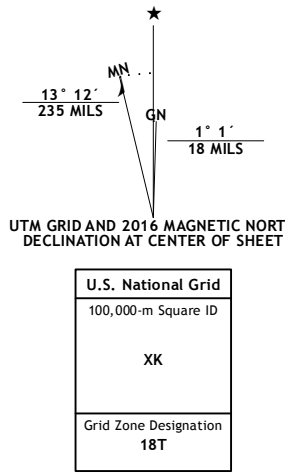 ★
MN
13° 12´
235 MILS
GN
1° 1´
18 MILS
UTM GRID AND 2016 MAGNETIC NORT
DECLINATION AT CENTER OF SHEET
U.S. National Grid
100,000-m Square ID
XK
Grid Zone Designation
18T